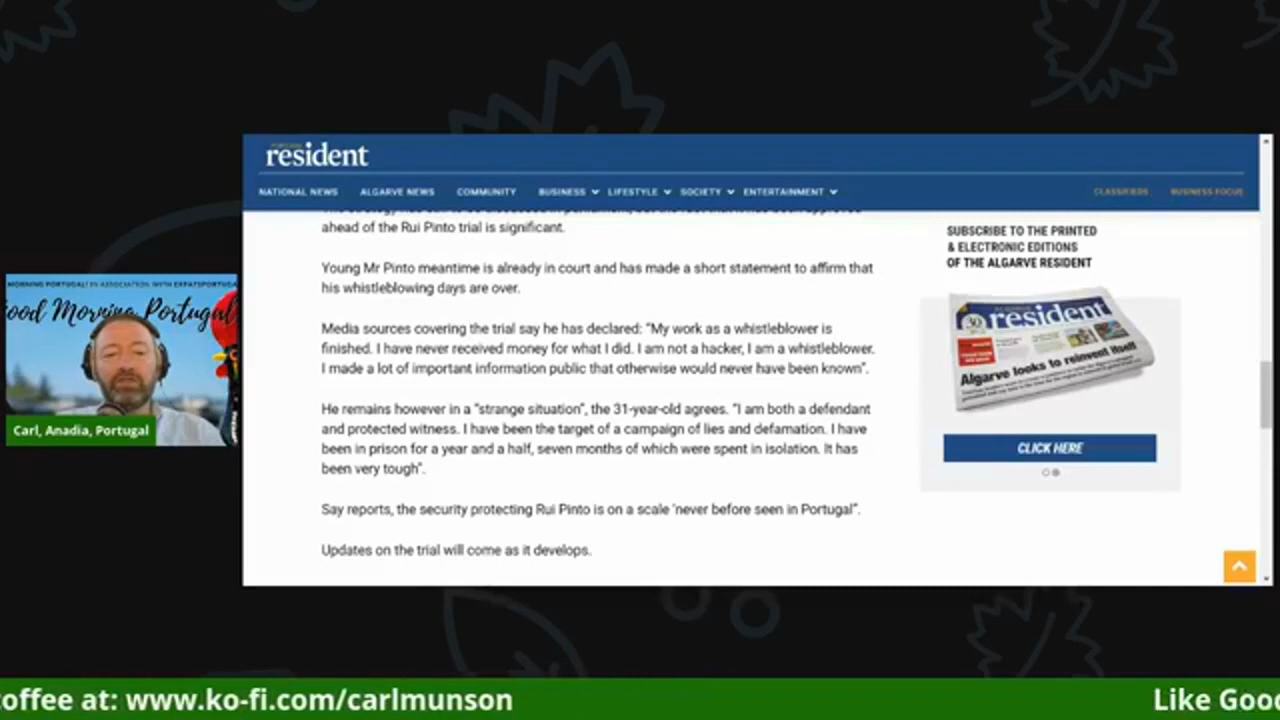 resident
NATIONAL NEWS ALGARVE NEWS COMMUNITY BUSINESS LIFESTYLE SOCIETY ENTERTAINMENT CLASSIFIEDS BUSINESS FOCUS
ahead of the Rui Pinto trial is significant.
Young Mr Pinto meantime is already in court and has made a short statement to affirm that
his whistleblowing days are over.
Media sources covering the trial say he has declared: “My work as a whistleblower is
finished. I have never received money for what I did. I am not a hacker, I am a whistleblower.
I made a lot of important information public that otherwise would never have been known”.
He remains however in a “strange situation”, the 31-year-old agrees. “I am both a defendant
and protected witness. I have been the target of a campaign of lies and defamation. I have
been in prison for a year and a half, seven months of which were spent in isolation. It has
been very tough”.
Say reports, the security protecting Rui Pinto is on a scale ‘never before seen in Portugal”.
Updates on the trial will come as it develops.
SUBSCRIBE TO THE PRINTED
& ELECTRONIC EDITIONS
OF THE ALGARVE RESIDENT
30
resident
Algarve looks to reinvent itself
CLICK HERE
MORNING PORTUGAL! IN ASSOCIATION WITH EXPATSPORTUGA
ood Morning Portugal
Carl, Anadia, Portugal
coffee at: www.ko-fi.com/carlmunson
Like Good